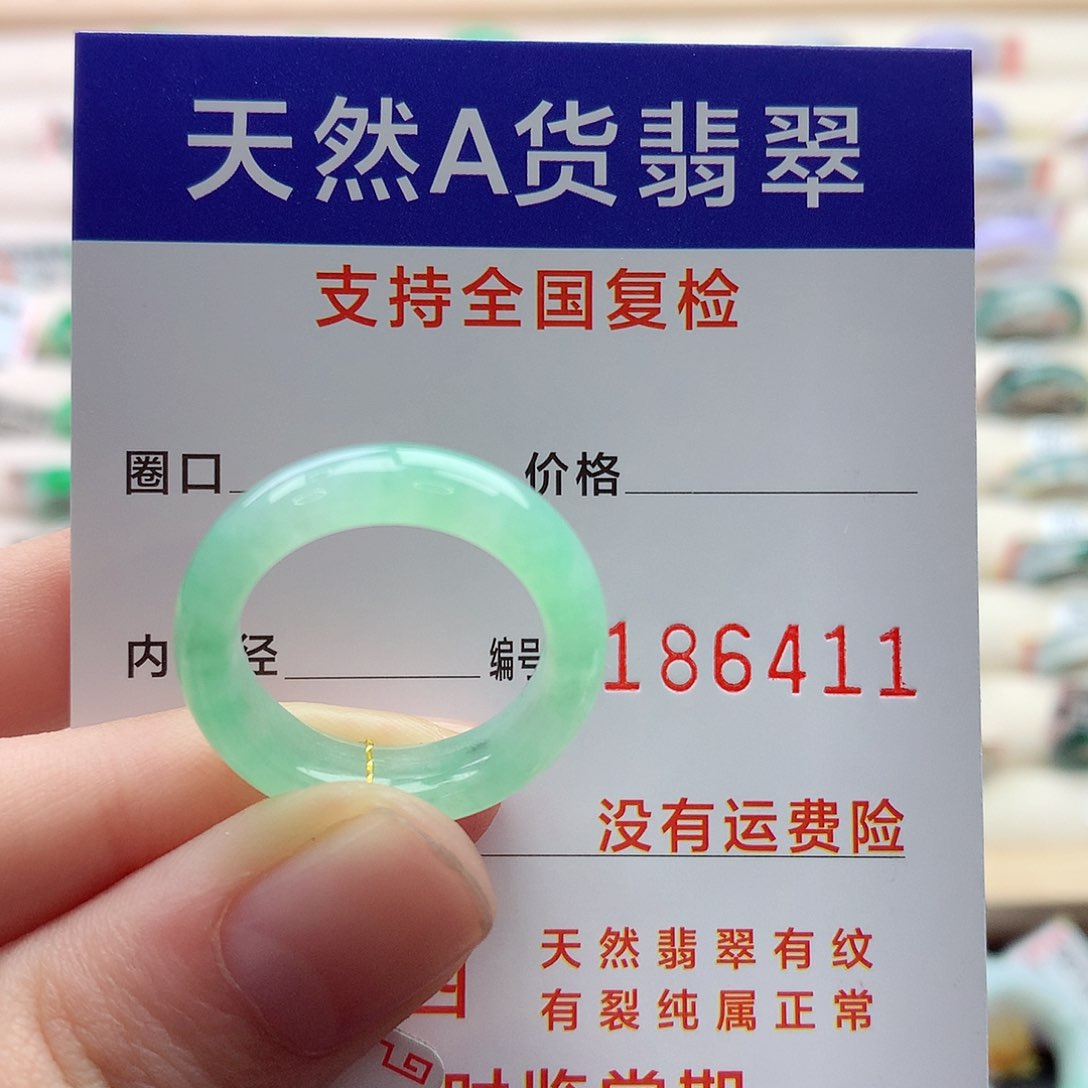 天然A货翡翠
支持全国复检
圈口 价格
内径 编号 186411
没有运费险
天然翡翠有纹
有裂纯属正常